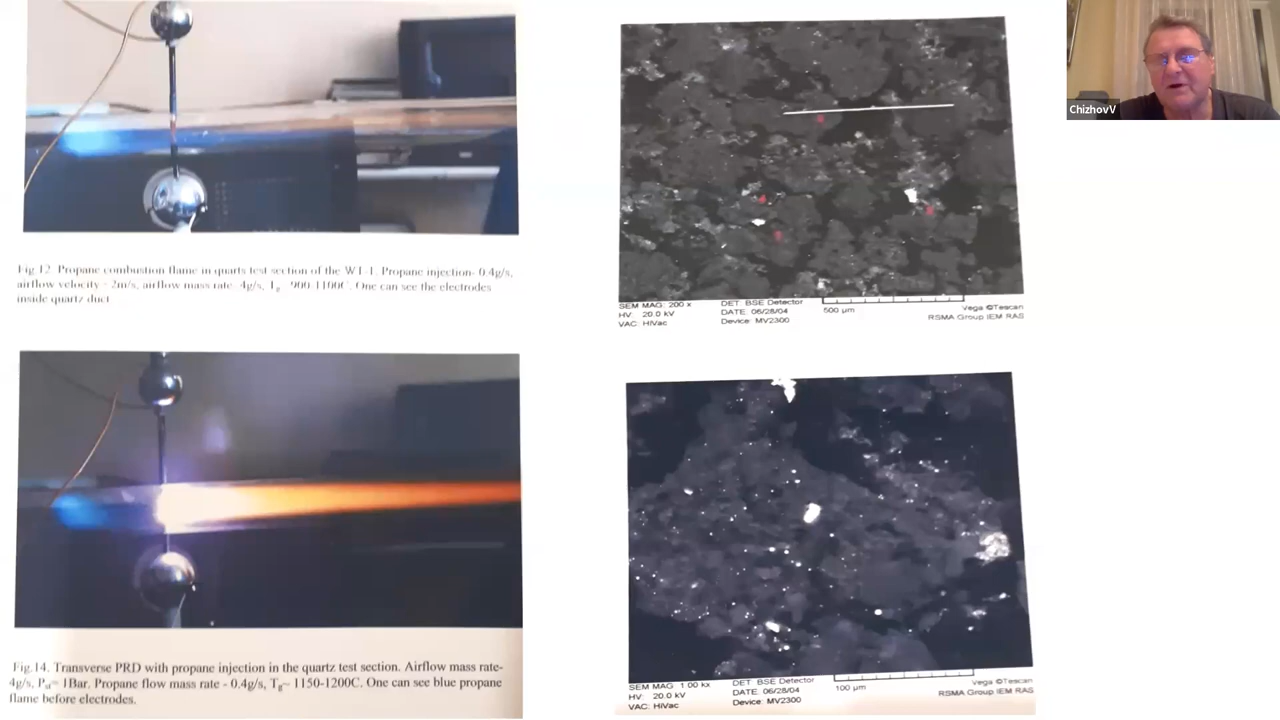 Fig.12. Propane combustion flame in quarts test section of the WT-1. Propane injection- 0.4g/s,
airflow velocity - 2m/s, airflow mass rate- 4g/s, Tg 900-1100C. One can see the electrodes
inside quartz duct
Fig.14. Transverse PRD with propane injection in the quartz test section. Airflow mass rate-
4g/s, Pst= 1Bar. Propane flow mass rate - 0.4g/s, Tg~ 1150-1200C. One can see blue propane
flame before electrodes.
SEM MAG: 200 x
HV: 20.0 kV
VAC: HiVac
DET: BSE Detector
DATE: 06/28/04
Device: MV2300
500 µm
Vega ©Tescan
RSMA Group IEM RAS
SEM MAG: 1.00 kx
HV: 20.0 kV
VAC: HiVac
DET: BSE Detector
DATE: 06/28/04
Device: MV2300
100 µm
Vega ©Tescan
RSMA Group IEM RAS
ChizhovV